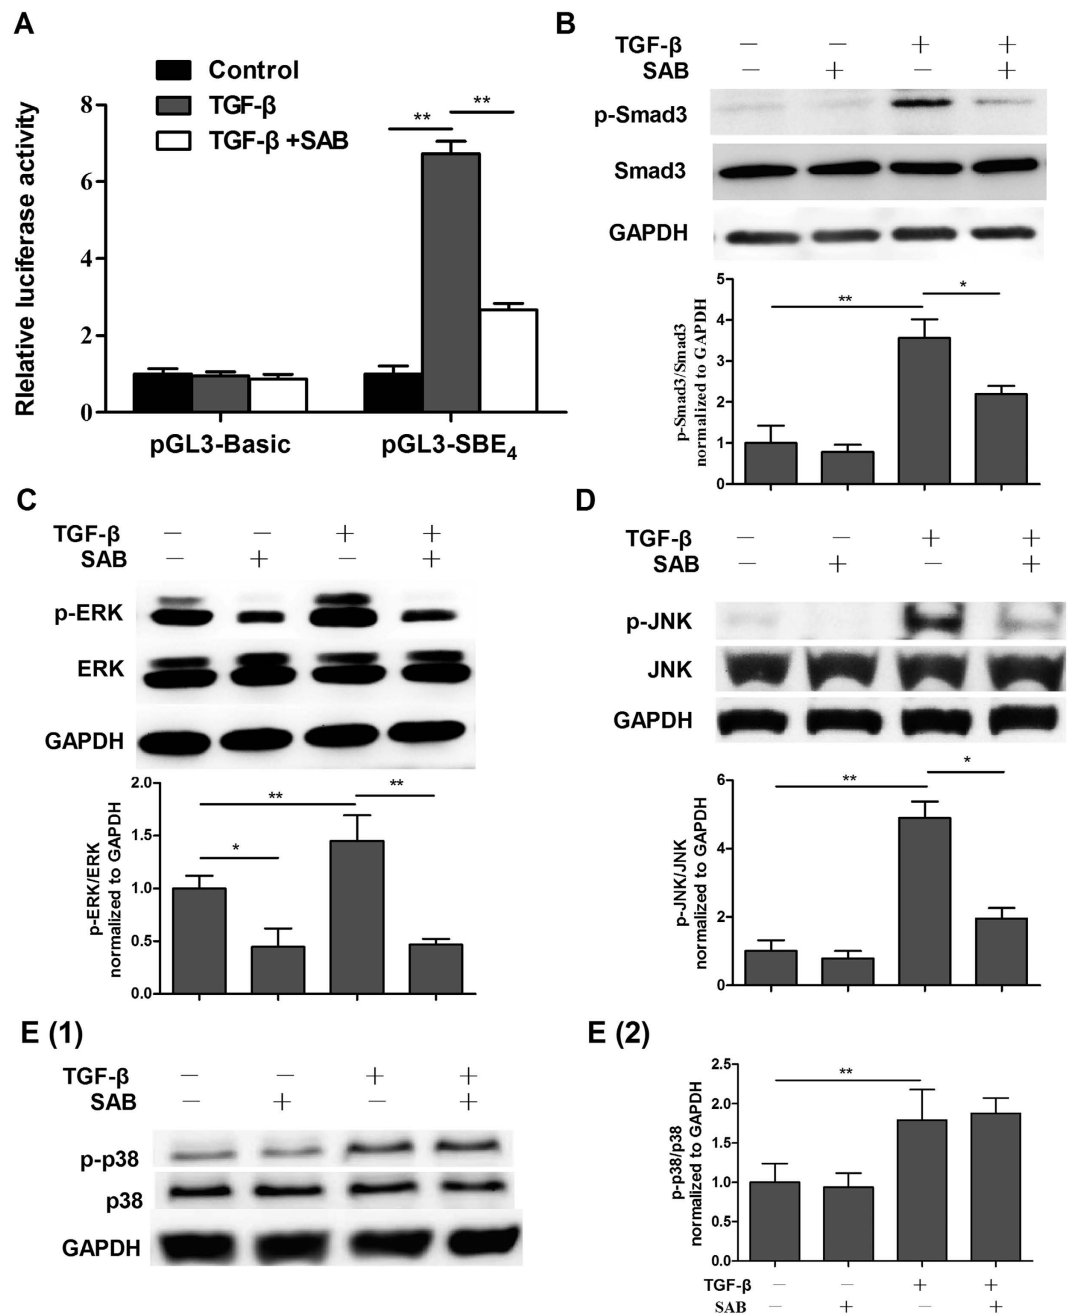 A
Control
TGF-β
TGF-β +SAB
Rlelative luciferase activity
8
6
4
2
0
** **
pGL3-Basic pGL3-SBE4
B
TGF-β — — + +
SAB — + — +
p-Smad3
Smad3
GAPDH
p-Smad3/Smad3
normalized to GAPDH
5
4
3
2
1
0
** *
C
TGF-β — — + +
SAB — + — +
p-ERK
ERK
GAPDH
p-ERK/ERK
normalized to GAPDH
2.0
1.5
1.0
0.5
0.0
* ** **
D
TGF-β — — + +
SAB — + — +
p-JNK
JNK
GAPDH
p-JNK/JNK
normalized to GAPDH
6
4
2
0
** *
E (1)
TGF-β — — + +
SAB — + — +
p-p38
p38
GAPDH
E (2)
p-p38/p38
normalized to GAPDH
2.5
2.0
1.5
1.0
0.5
0.0
**
TGF-β — — + +
SAB — + — +